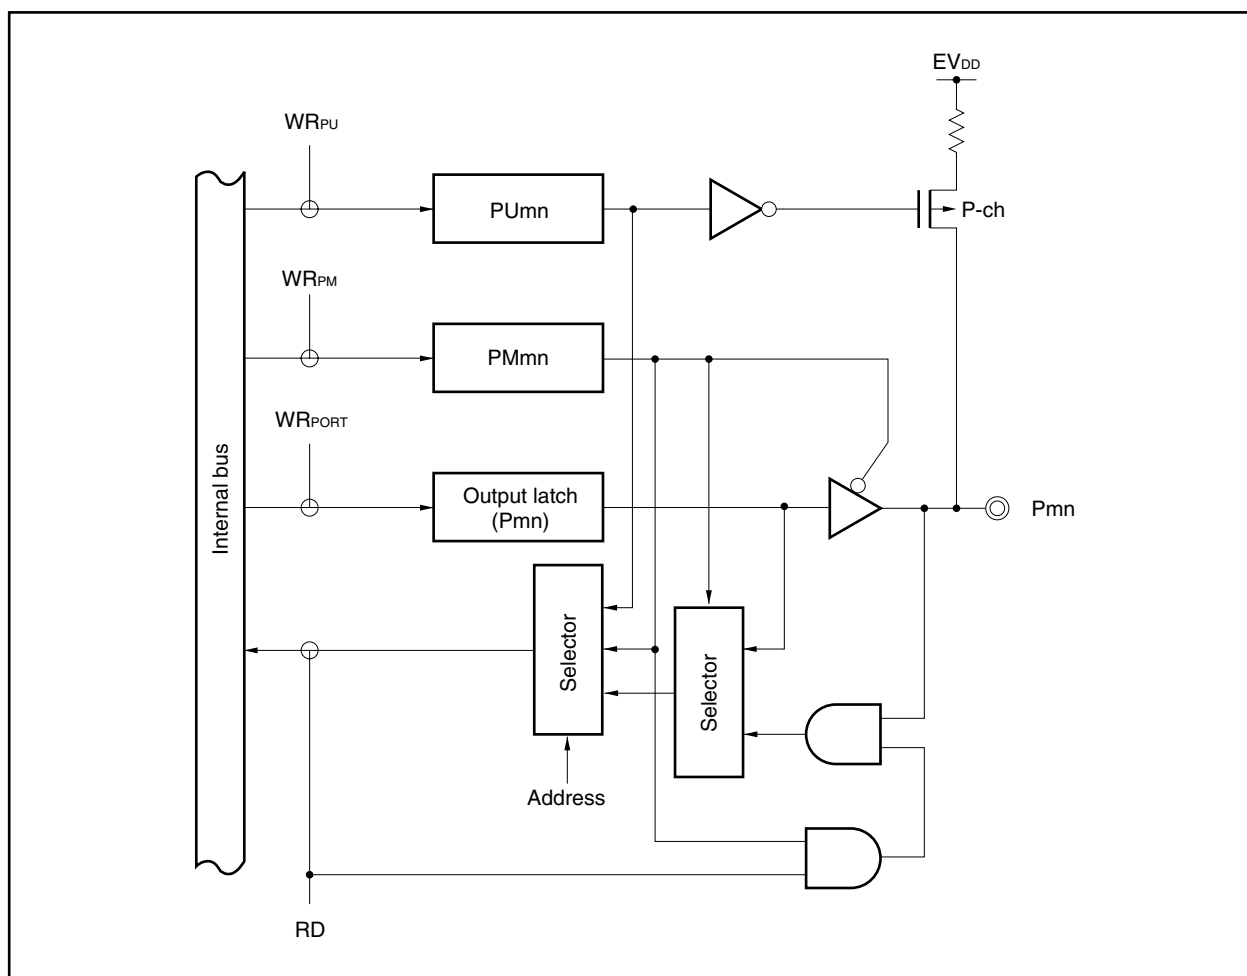 EVDD
WRPU
PUmn
P-ch
WRPM
PMmn
WRPORT
Output latch
(Pmn)
Pmn
Internal bus
Selector
Selector
Address
RD